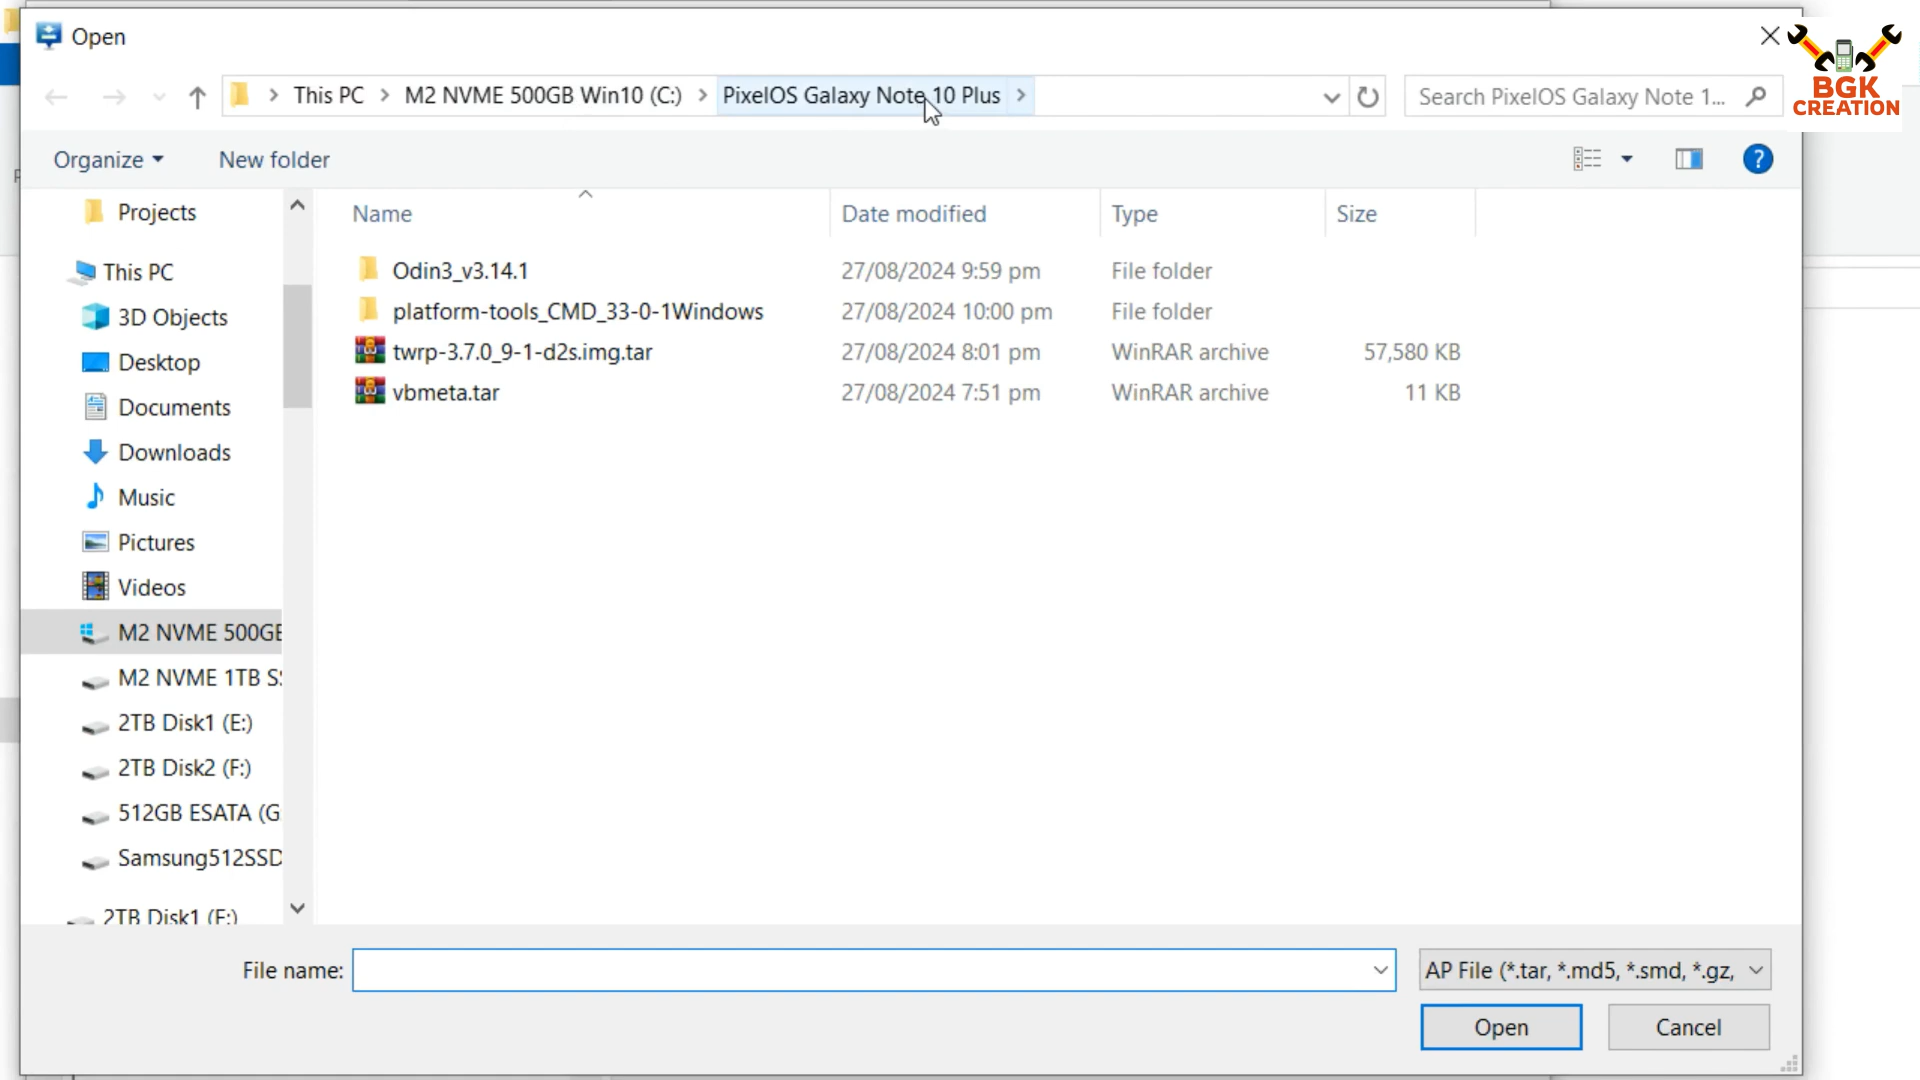 Open
This PC > M2 NVME 500GB Win10 (C:) > PixelOS Galaxy Note 10 Plus >
Search PixelOS Galaxy Note 1...
BGK
CREATION
Organize
New folder
?
Name
Date modified
Type
Size
Odin3_v3.14.1
27/08/2024 9:59 pm
File folder
platform-tools_CMD_33-0-1Windows
27/08/2024 10:00 pm
File folder
twrp-3.7.0_9-1-d2s.img.tar
27/08/2024 8:01 pm
WinRAR archive
57,580 KB
vbmeta.tar
27/08/2024 7:51 pm
WinRAR archive
11 KB
Projects
This PC
3D Objects
Desktop
Documents
Downloads
Music
Pictures
Videos
M2 NVME 500GB
M2 NVME 1TB S
2TB Disk1 (E:)
2TB Disk2 (F:)
512GB ESATA (G
Samsung512SSD
2TB Disk1 (E:)
File name:
AP File (*.tar, *.md5, *.smd, *.gz,
Open
Cancel